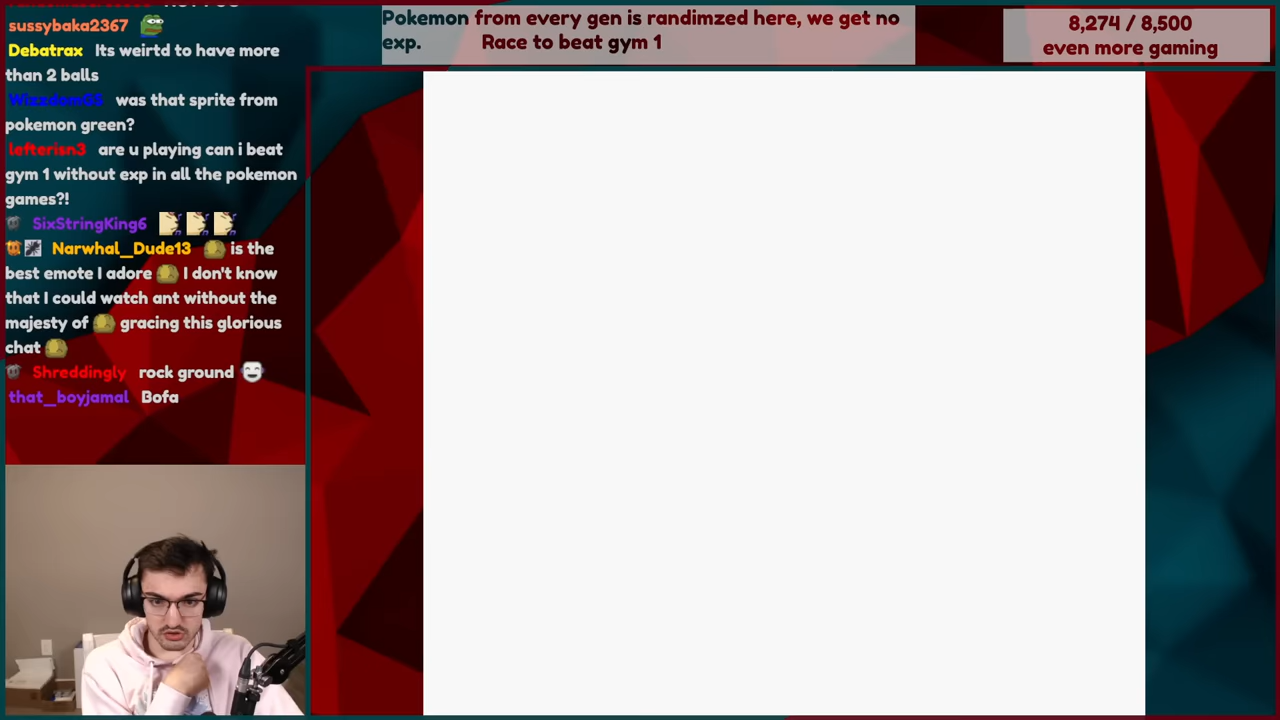 sussybaka2367
Debatrax Its weirtd to have more
than 2 balls
WizzdomGS was that sprite from
pokemon green?
lefterisn3 are u playing can i beat
gym 1 without exp in all the pokemon
games?!
SixStringKing6
Narwhal_Dude13 is the
best emote I adore I don't know
that I could watch ant without the
majesty of gracing this glorious
chat
Shreddingly rock ground
that_boyjamal Bofa
Pokemon from every gen is randimzed here, we get no
exp. Race to beat gym 1
8,274 / 8,500
even more gaming